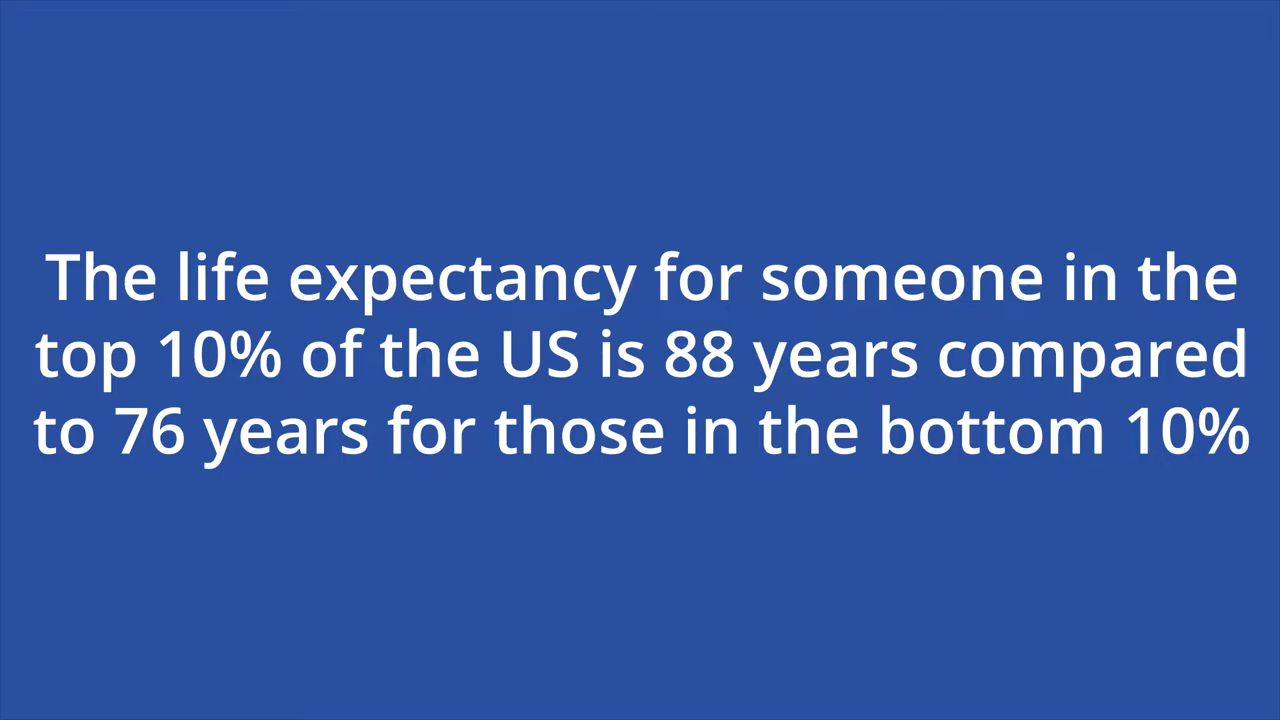 The life expectancy for someone in the
top 10% of the US is 88 years compared
to 76 years for those in the bottom 10%